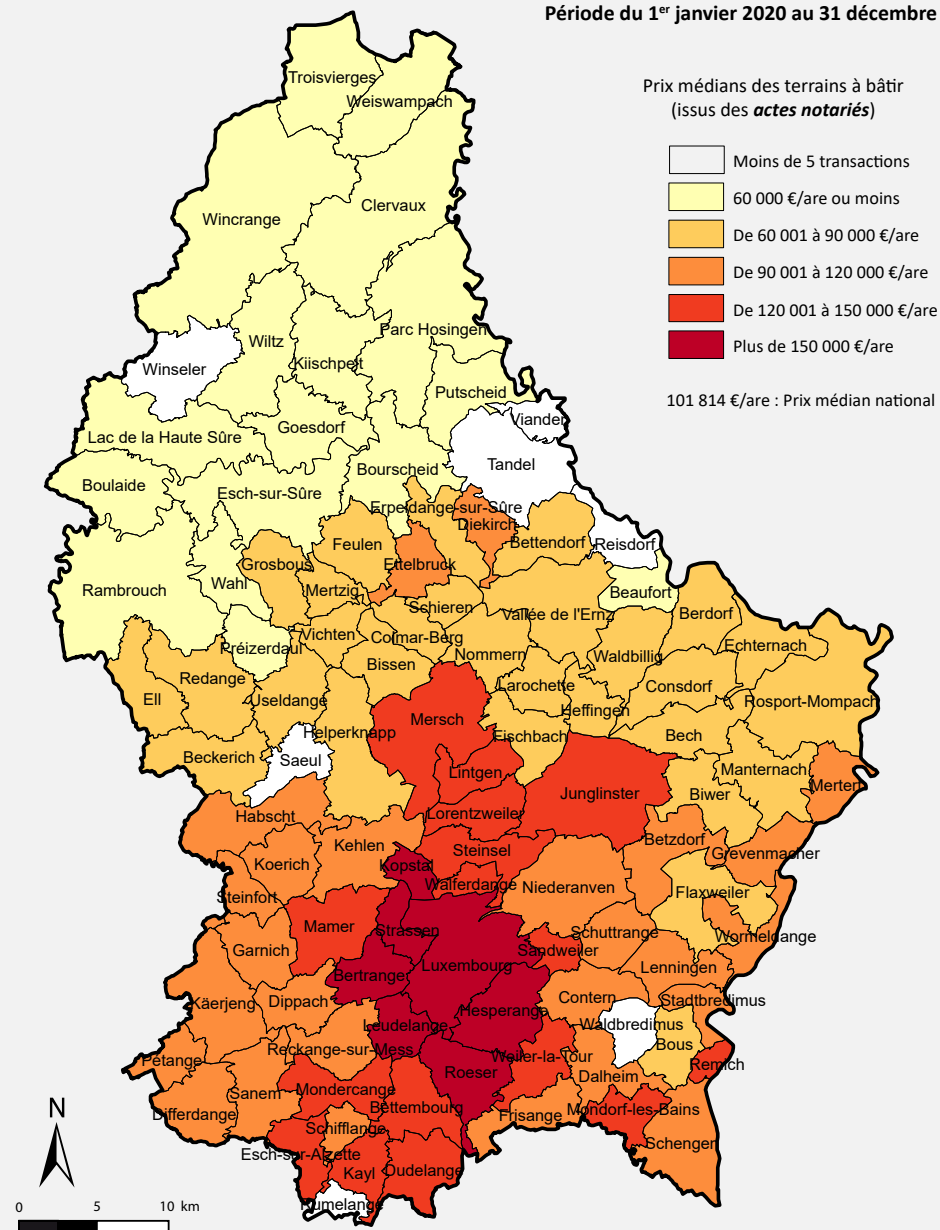 Période du 1er janvier 2020 au 31 décembre
Prix médians des terrains à bâtir
(issus des actes notariés)
Moins de 5 transactions
60 000 €/are ou moins
De 60 001 à 90 000 €/are
De 90 001 à 120 000 €/are
De 120 001 à 150 000 €/are
Plus de 150 000 €/are
101 814 €/are : Prix médian national
Troisvierges
Weiswampach
Wincrange
Clervaux
Parc Hosingen
Wiltz
Kiischpelt
Winseler
Putscheid
Vianden
Goesdorf
Lac de la Haute Sûre
Tandel
Bourscheid
Boulaide
Esch-sur-Sûre
Erpeldange-sur-Sûre
Diekirch
Bettendorf
Reisdorf
Feulen
Grosbous
Ettelbruck
Wahl
Rambrouch
Mertzig
Beaufort
Schieren
Vallée de l'Ernz
Berdorf
Vichten
Colmar-Berg
Préizerdaul
Echternach
Nommern
Waldbillig
Bissen
Redange
Larochette
Consdorf
Ell
Useldange
Rosport-Mompach
Heffingen
Mersch
Helperknapp
Fischbach
Bech
Beckerich
Saeul
Lintgen
Manternach
Mertert
Junglinster
Biwer
Habscht
Lorentzweiler
Kehlen
Betzdorf
Steinsel
Grevenmacher
Koerich
Kopstal
Walferdange
Niederanven
Flaxweiler
Steinfort
Mamer
Strassen
Schuttrange
Wormeldange
Garnich
Sandweiler
Luxembourg
Lenningen
Bertrange
Contern
Stadtbredimus
Käerjeng
Dippach
Hesperange
Leudelange
Waldbredimus
Bous
Reckange-sur-Mess
Weiler-la-Tour
Pétange
Remich
Roeser
Dalheim
Sanem
Mondercange
Bettembourg
Differdange
Frisange
Mondorf-les-Bains
Schifflange
Schengen
Esch-sur-Alzette
Kayl
Dudelange
Rumelange
N
0 5 10 km